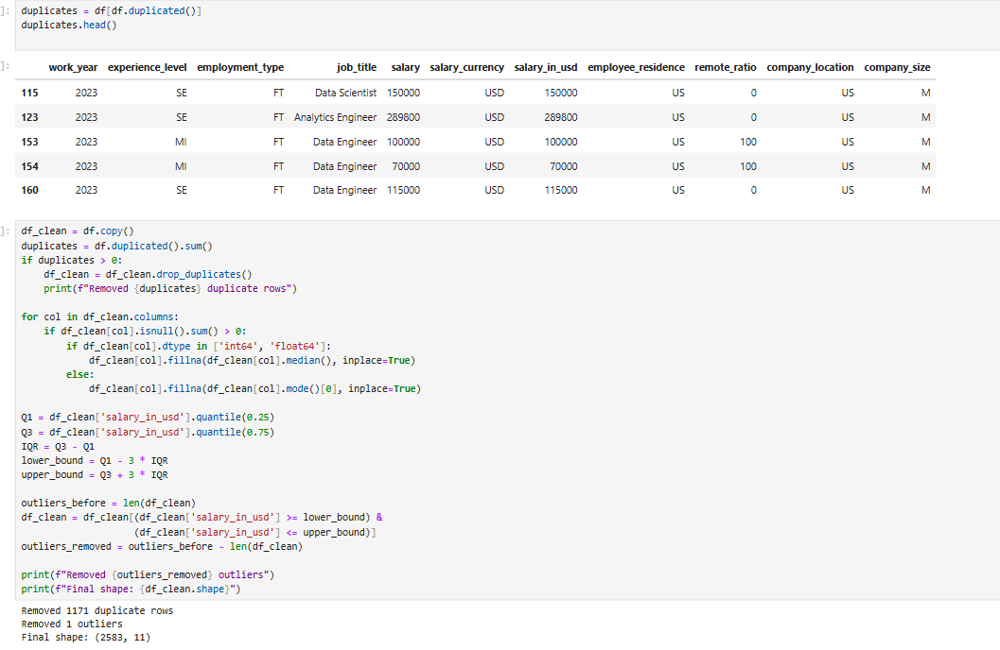 ]:
duplicates = df[df.duplicated()]
duplicates.head()
]:
work_year experience_level employment_type job_title salary salary_currency salary_in_usd employee_residence remote_ratio company_location company_size
115 2023 SE FT Data Scientist 150000 USD 150000 US 0 US M
123 2023 SE FT Analytics Engineer 289800 USD 289800 US 0 US M
153 2023 MI FT Data Engineer 100000 USD 100000 US 100 US M
154 2023 MI FT Data Engineer 70000 USD 70000 US 100 US M
160 2023 SE FT Data Engineer 115000 USD 115000 US 0 US M
]:
df_clean = df.copy()
duplicates = df.duplicated().sum()
if duplicates > 0:
    df_clean = df_clean.drop_duplicates()
    print(f"Removed {duplicates} duplicate rows")
for col in df_clean.columns:
    if df_clean[col].isnull().sum() > 0:
        if df_clean[col].dtype in ['int64', 'float64']:
            df_clean[col].fillna(df_clean[col].median(), inplace=True)
        else:
            df_clean[col].fillna(df_clean[col].mode()[0], inplace=True)
Q1 = df_clean['salary_in_usd'].quantile(0.25)
Q3 = df_clean['salary_in_usd'].quantile(0.75)
IQR = Q3 - Q1
lower_bound = Q1 - 3 * IQR
upper_bound = Q3 + 3 * IQR
outliers_before = len(df_clean)
df_clean = df_clean[(df_clean['salary_in_usd'] >= lower_bound) &
                    (df_clean['salary_in_usd'] <= upper_bound)]
outliers_removed = outliers_before - len(df_clean)
print(f"Removed {outliers_removed} outliers")
print(f"Final shape: {df_clean.shape}")
Removed 1171 duplicate rows
Removed 1 outliers
Final shape: (2583, 11)